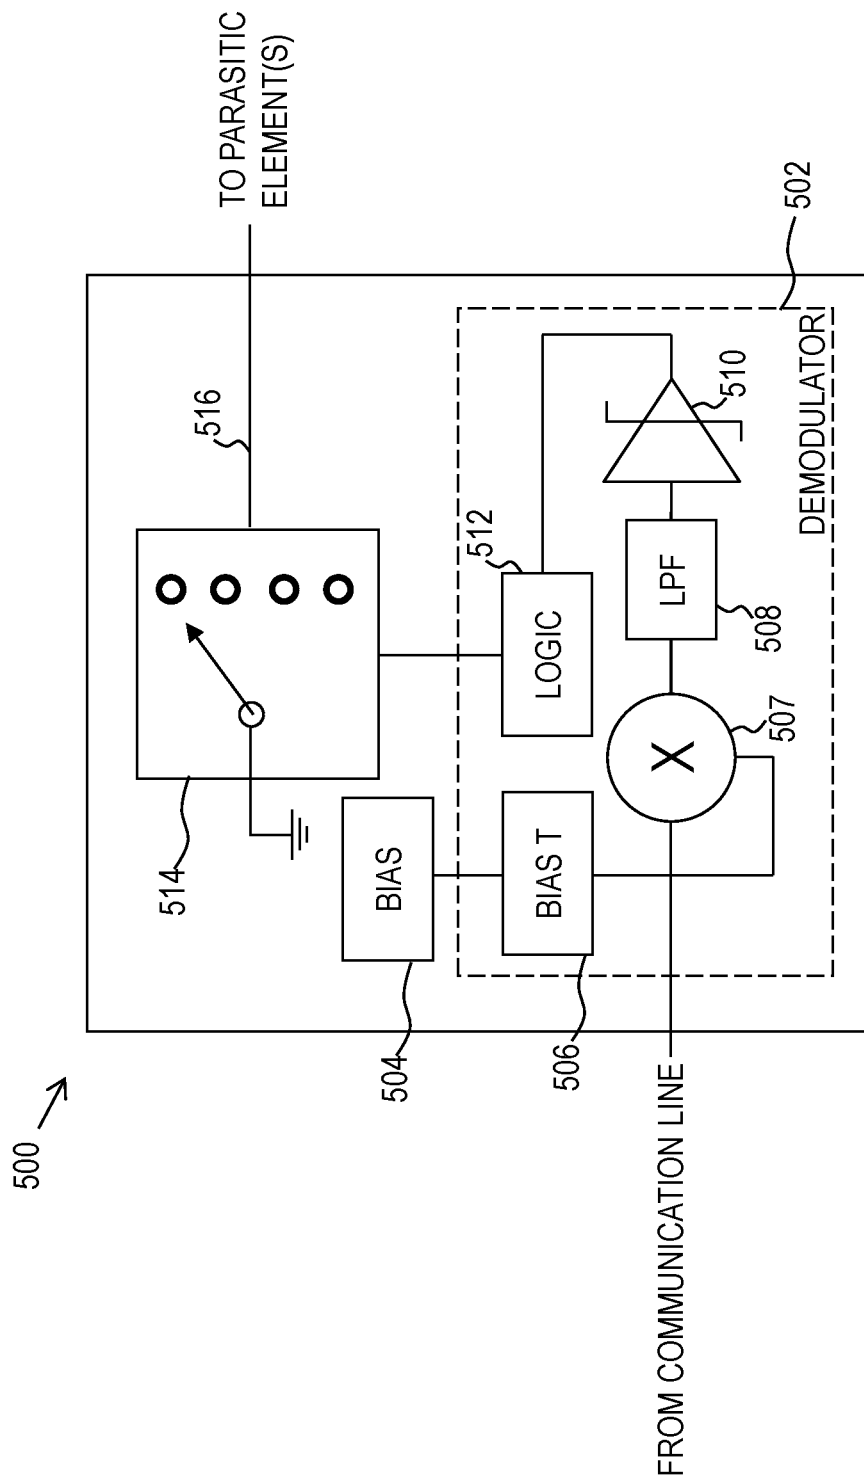 500
TO PARASITIC
ELEMENT(S)
516
514
504
BIAS
506
BIAS T
512
LOGIC
X
507
LPF
508
510
DEMODULATOR
502
FROM COMMUNICATION LINE